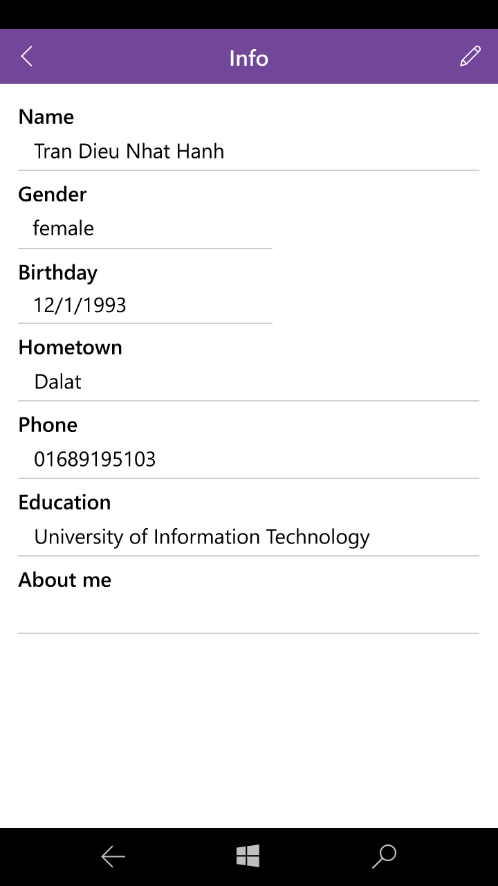 Info
Name
Tran Dieu Nhat Hanh
Gender
female
Birthday
12/1/1993
Hometown
Dalat
Phone
01689195103
Education
University of Information Technology
About me